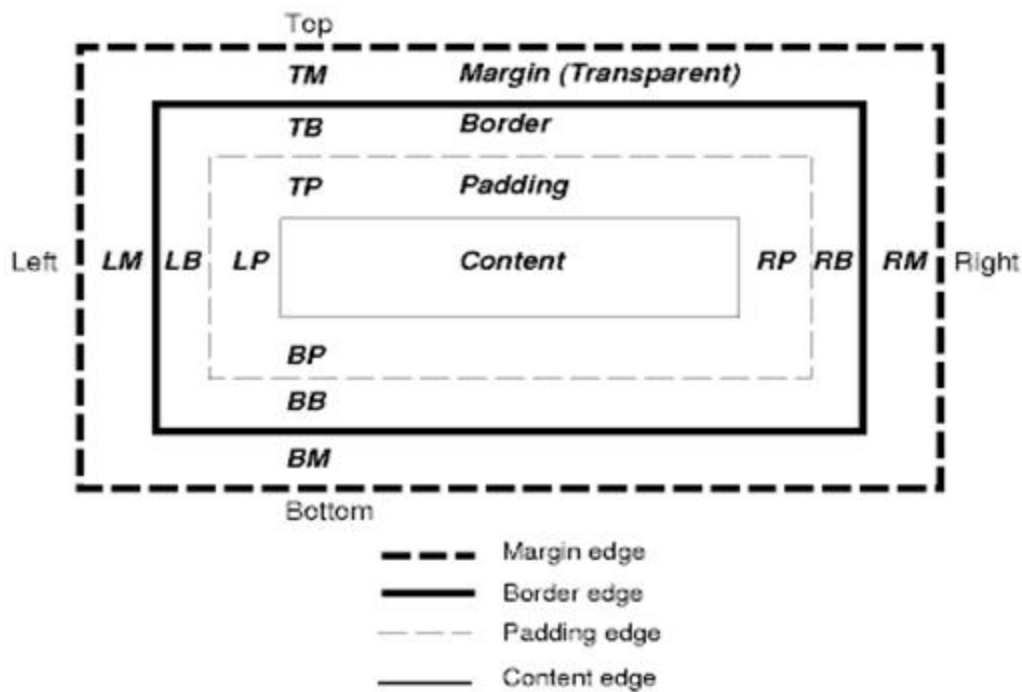 Top
TM Margin (Transparent)
TB Border
TP Padding
Left LM LB LP Content RP RB RM Right
BP
BB
BM
Bottom
Margin edge
Border edge
Padding edge
Content edge